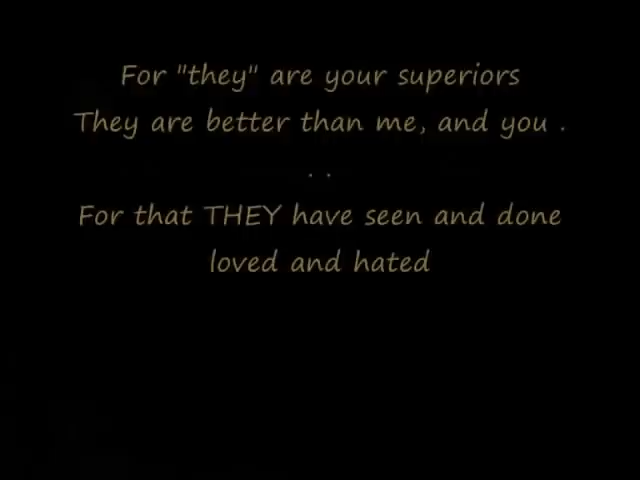 For "they" are your superiors
They are better than me, and you .
. .
For that THEY have seen and done
loved and hated